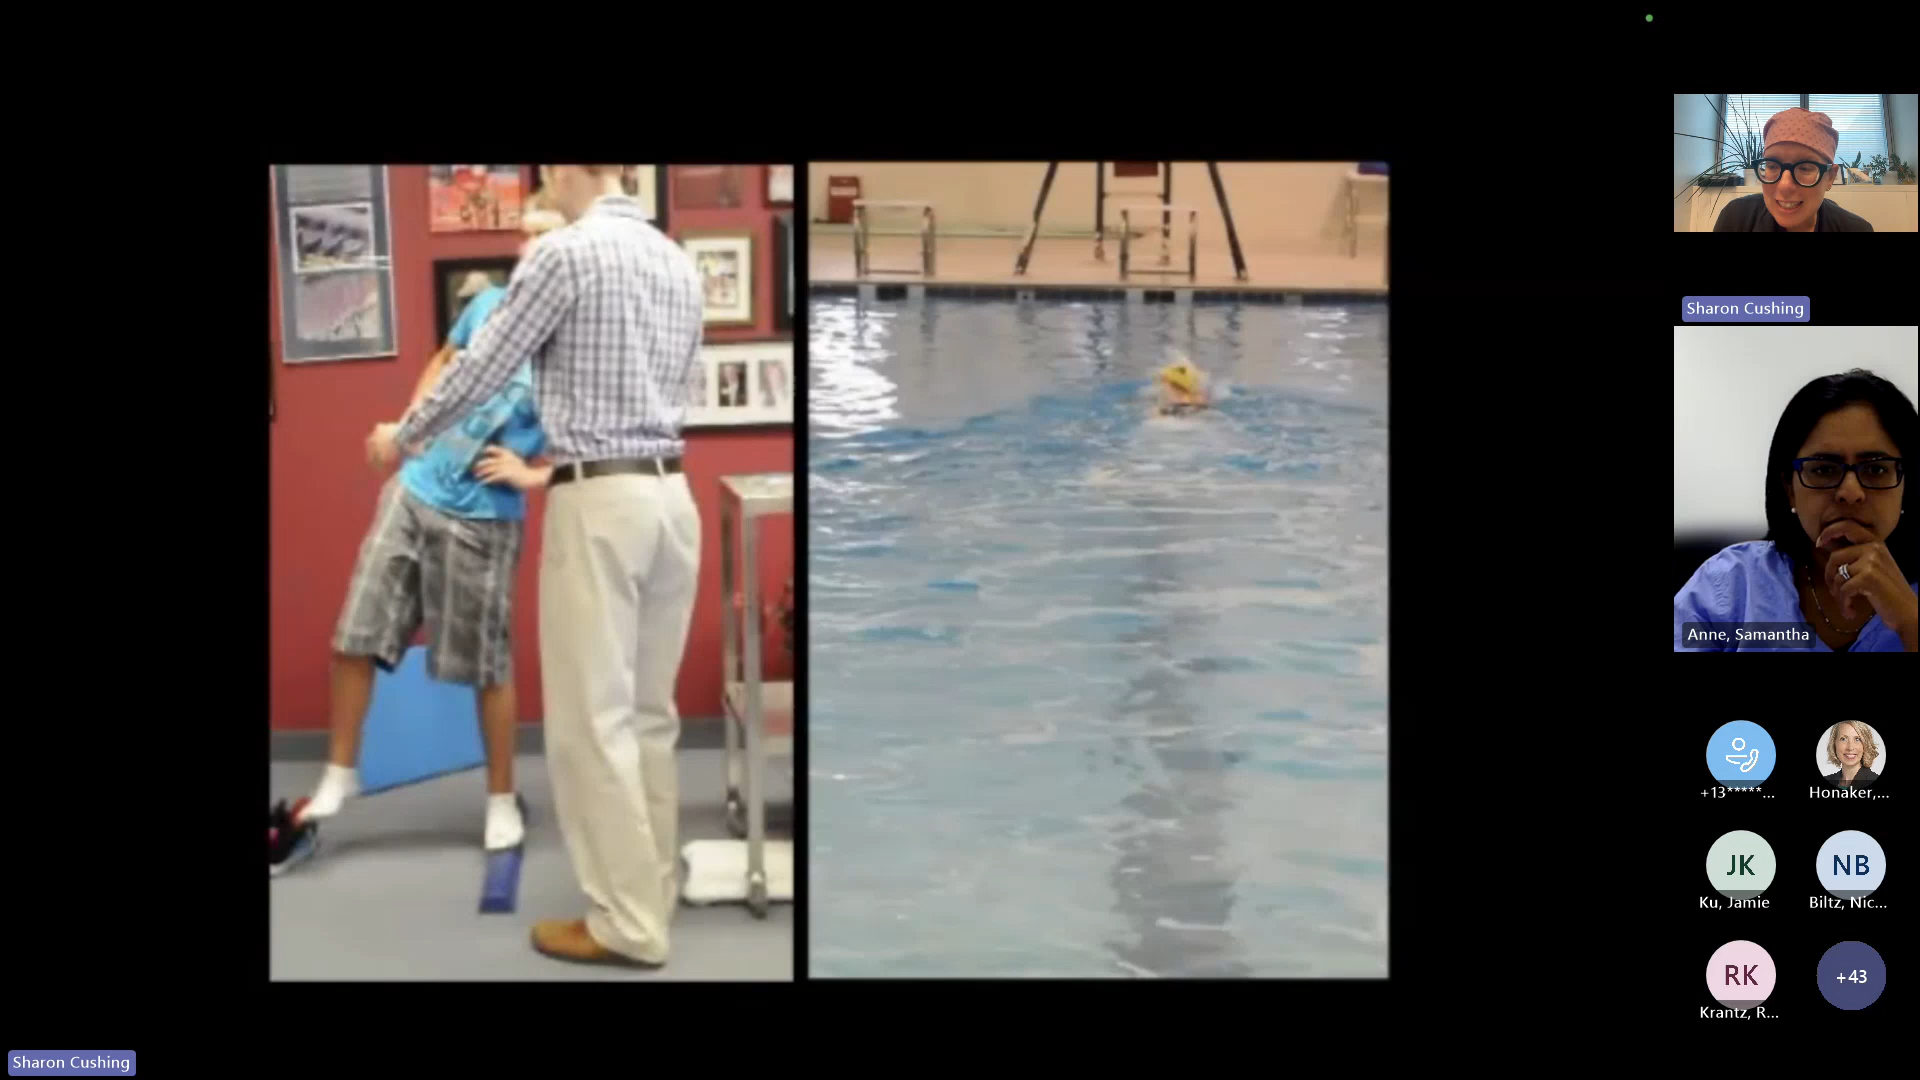 Sharon Cushing
Anne, Samantha
+13*****...
Honaker,...
JK
NB
Ku, Jamie
Biltz, Nic...
RK
+43
Krantz, R...
Sharon Cushing